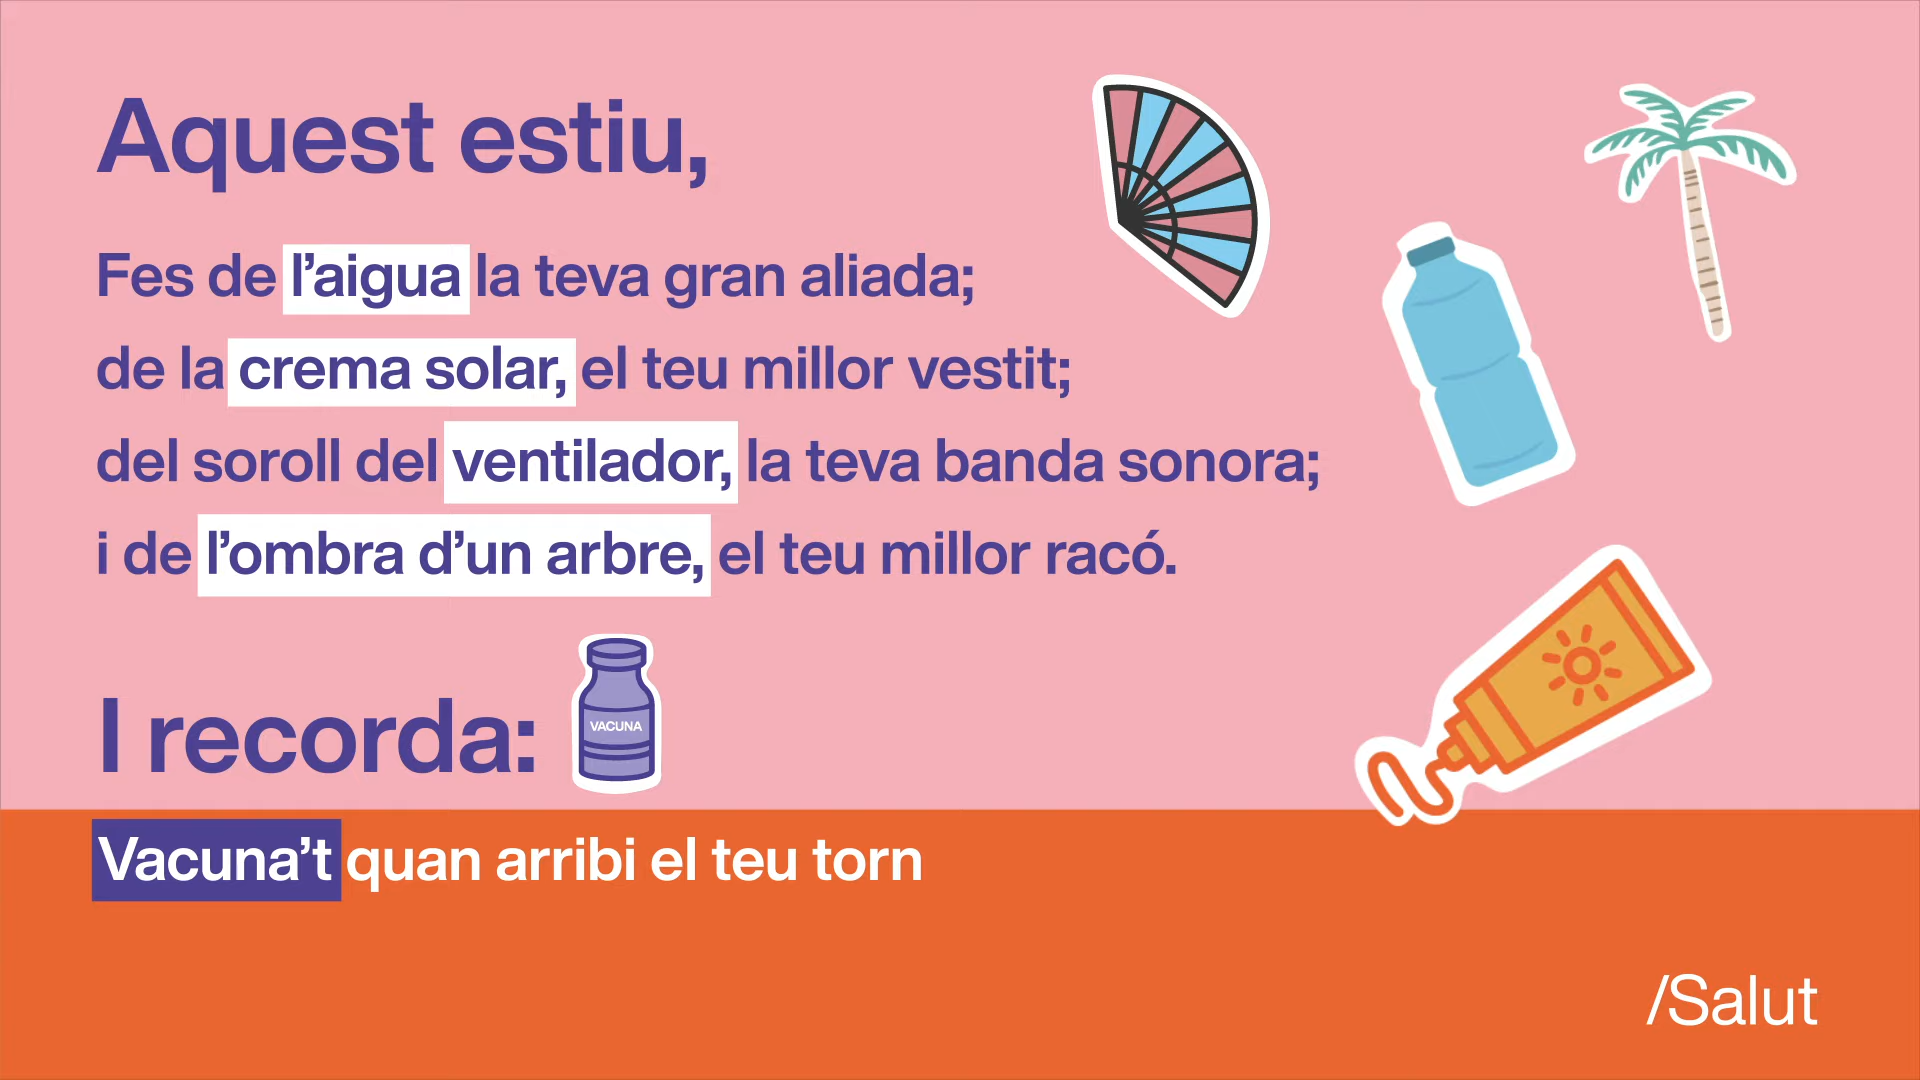 Aquest estiu,
Fes de l’aigua la teva gran aliada;
de la crema solar, el teu millor vestit;
del soroll del ventilador, la teva banda sonora;
i de l’ombra d’un arbre, el teu millor racó.
I recorda:
VACUNA
Vacuna’t quan arribi el teu torn
/Salut